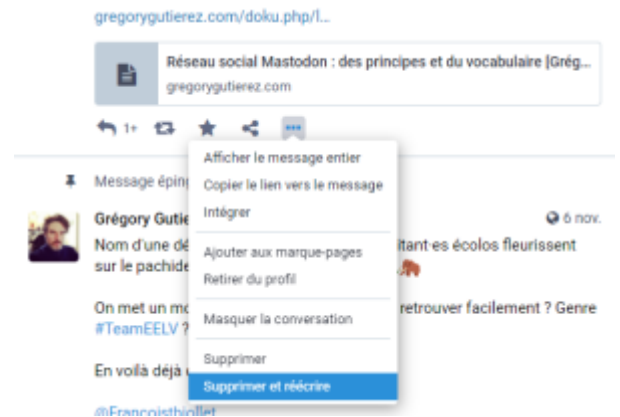 gregorygutierez.com/doku.php/l...
Réseau social Mastodon : des principes et du vocabulaire [Grég...
gregorygutierez.com
1+
Afficher le message entier
Copier le lien vers le message
Intégrer
Ajouter aux marque-pages
Retirer du profil
Masquer la conversation
Supprimer
Supprimer et réécrire
Message éping
Grégory Gutie
6 nov.
Nom d'une dé
itant·es écolos fleurissent
sur le pachide
On met un mo
retrouver facilement ? Genre
#TeamEELV ?
En voilà déjà
@Françoisthiollet